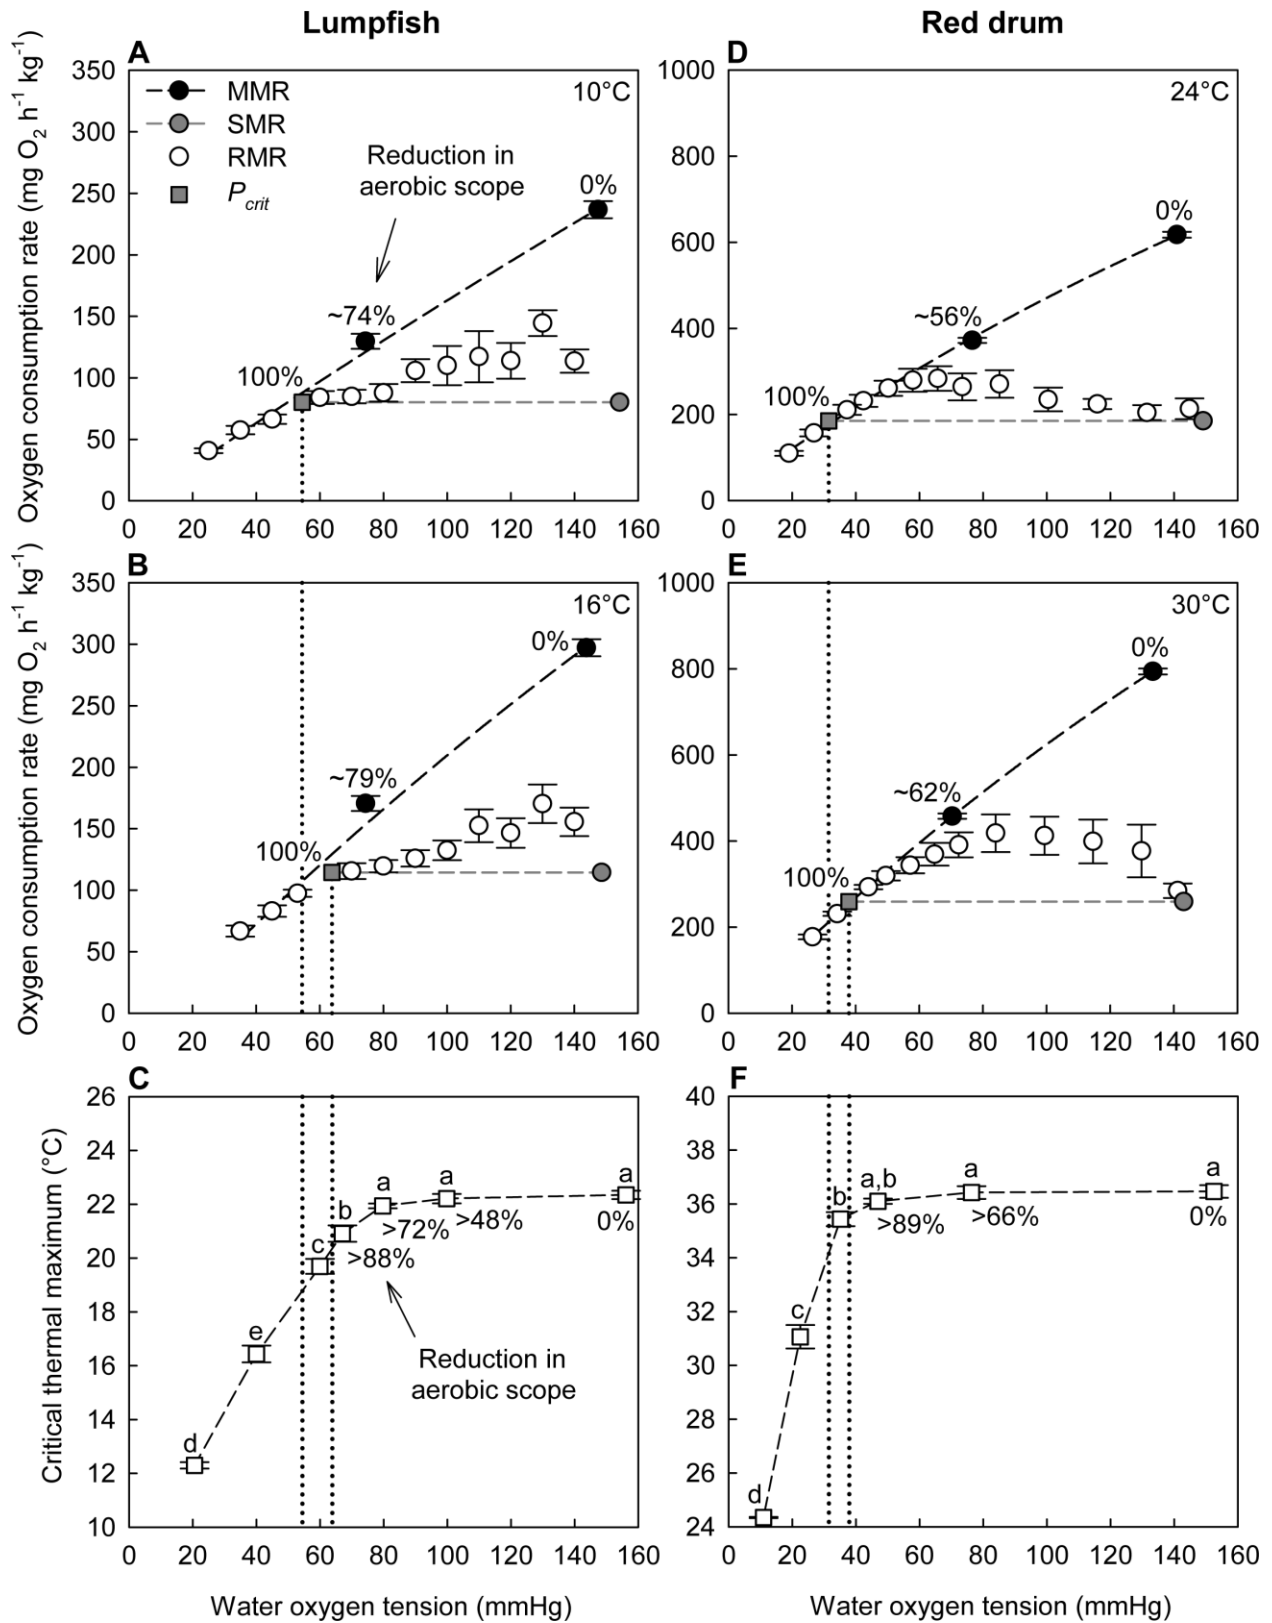 Lumpfish
Red drum
A
Oxygen consumption rate (mg O₂ h⁻¹ kg⁻¹)
350
300
250
200
150
100
50
0
MMR
SMR
RMR
P_crit
10°C
Reduction in
aerobic scope
0%
~74%
100%
0 20 40 60 80 100 120 140 160
D
1000
800
600
400
200
0
24°C
0%
~56%
100%
0 20 40 60 80 100 120 140 160
B
Oxygen consumption rate (mg O₂ h⁻¹ kg⁻¹)
350
300
250
200
150
100
50
0
16°C
0%
~79%
100%
0 20 40 60 80 100 120 140 160
E
1000
800
600
400
200
0
30°C
0%
~62%
100%
0 20 40 60 80 100 120 140 160
C
Critical thermal maximum (°C)
26
24
22
20
18
16
14
12
10
a a a
b
c
e
d
>72% >48% 0%
>88%
Reduction in
aerobic scope
0 20 40 60 80 100 120 140 160
Water oxygen tension (mmHg)
F
40
38
36
34
32
30
28
26
24
a,b a a
b
c
d
>89% >66% 0%
0 20 40 60 80 100 120 140 160
Water oxygen tension (mmHg)